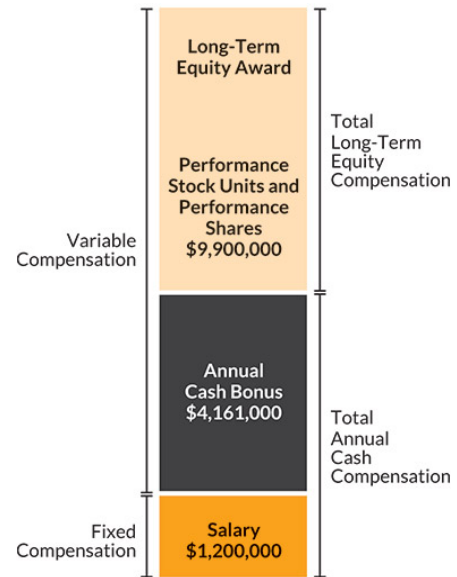 Long-Term
Equity Award
Total
Long-Term
Equity
Compensation
Performance
Stock Units and
Performance
Shares
$9,900,000
Variable
Compensation
Annual
Cash Bonus
$4,161,000
Total
Annual
Cash
Compensation
Fixed
Compensation
Salary
$1,200,000